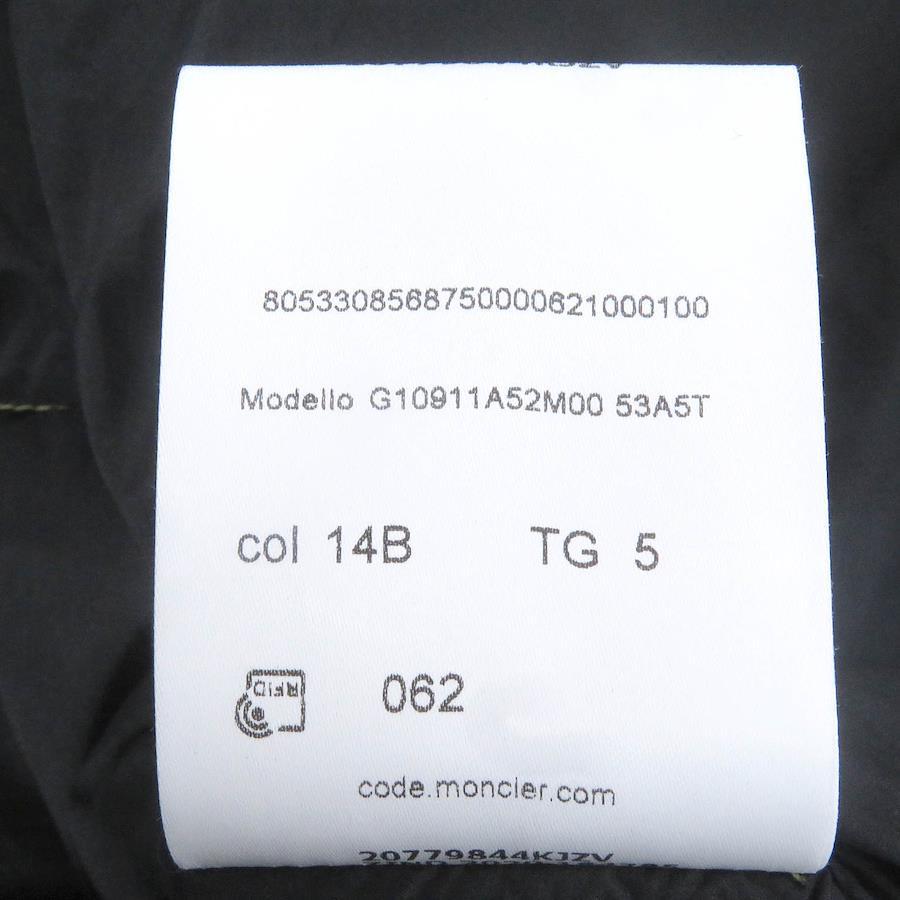 8053308568750000621000100
Modello G10911A52M00 53A5T
col 14B TG 5
RFID 062
code.moncler.com
20779844KJZV